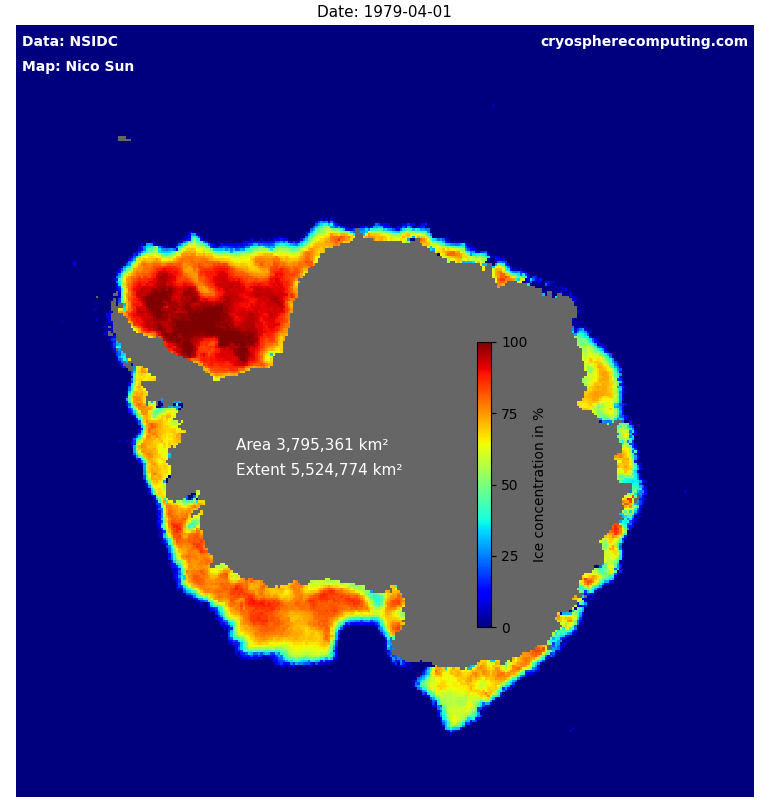 Date: 1979-04-01
Data: NSIDC
cryospherecomputing.com
Map: Nico Sun
100
75
50
25
0
Ice concentration in %
Area 3,795,361 km²
Extent 5,524,774 km²